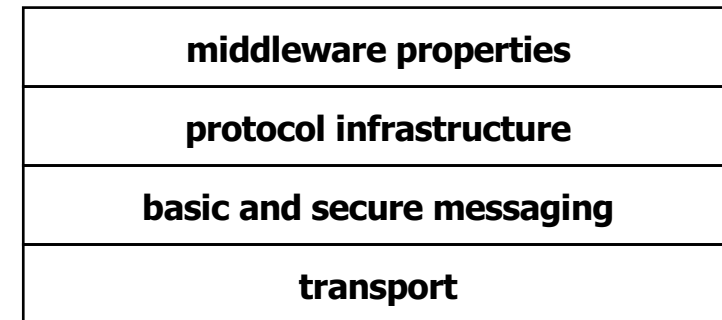 middleware properties
protocol infrastructure
basic and secure messaging
transport